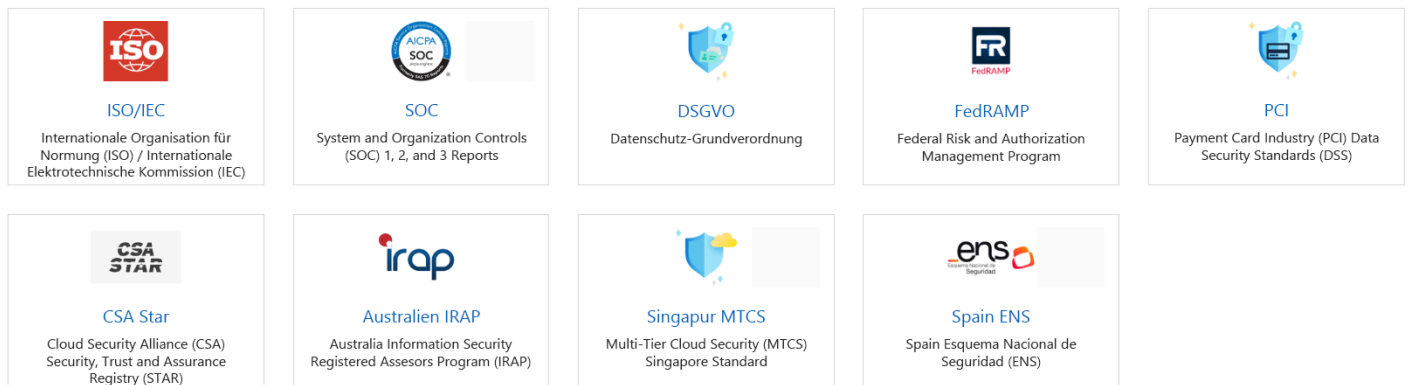 ISO
AICPA
SOC
FR
FedRAMP
ISO/IEC
Internationale Organisation für
Normung (ISO) / Internationale
Elektrotechnische Kommission (IEC)
SOC
System and Organization Controls
(SOC) 1, 2, and 3 Reports
DSGVO
Datenschutz-Grundverordnung
FedRAMP
Federal Risk and Authorization
Management Program
PCI
Payment Card Industry (PCI) Data
Security Standards (DSS)
CSA
STAR
irap
_ens
Esquema Nacional de
Seguridad
CSA Star
Cloud Security Alliance (CSA)
Security, Trust and Assurance
Registry (STAR)
Australien IRAP
Australia Information Security
Registered Assesors Program (IRAP)
Singapur MTCS
Multi-Tier Cloud Security (MTCS)
Singapore Standard
Spain ENS
Spain Esquema Nacional de
Seguridad (ENS)